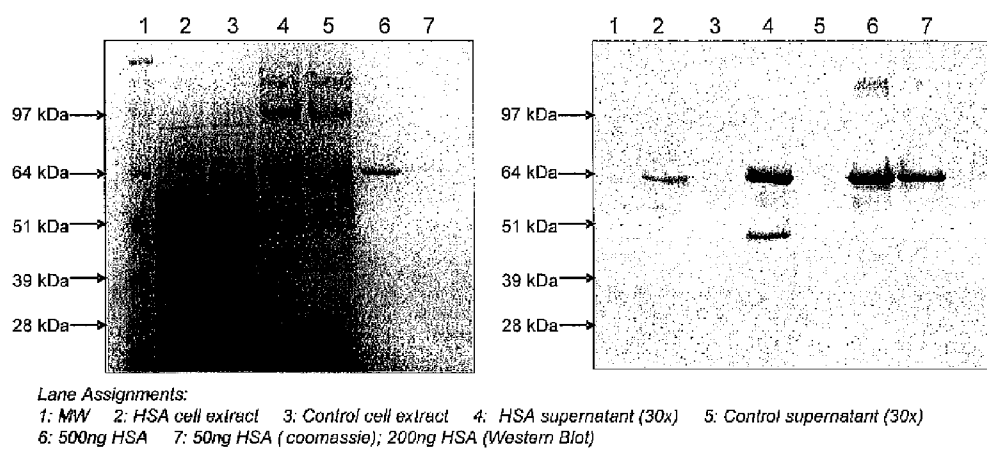 1 2 3 4 5 6 7
97 kDa
64 kDa
51 kDa
39 kDa
28 kDa
1 2 3 4 5 6 7
97 kDa
64 kDa
51 kDa
39 kDa
28 kDa
Lane Assignments:
1: MW 2: HSA cell extract 3: Control cell extract 4: HSA supernatant (30x) 5: Control supernatant (30x)
6: 500ng HSA 7: 50ng HSA (coomassie); 200ng HSA (Western Blot)